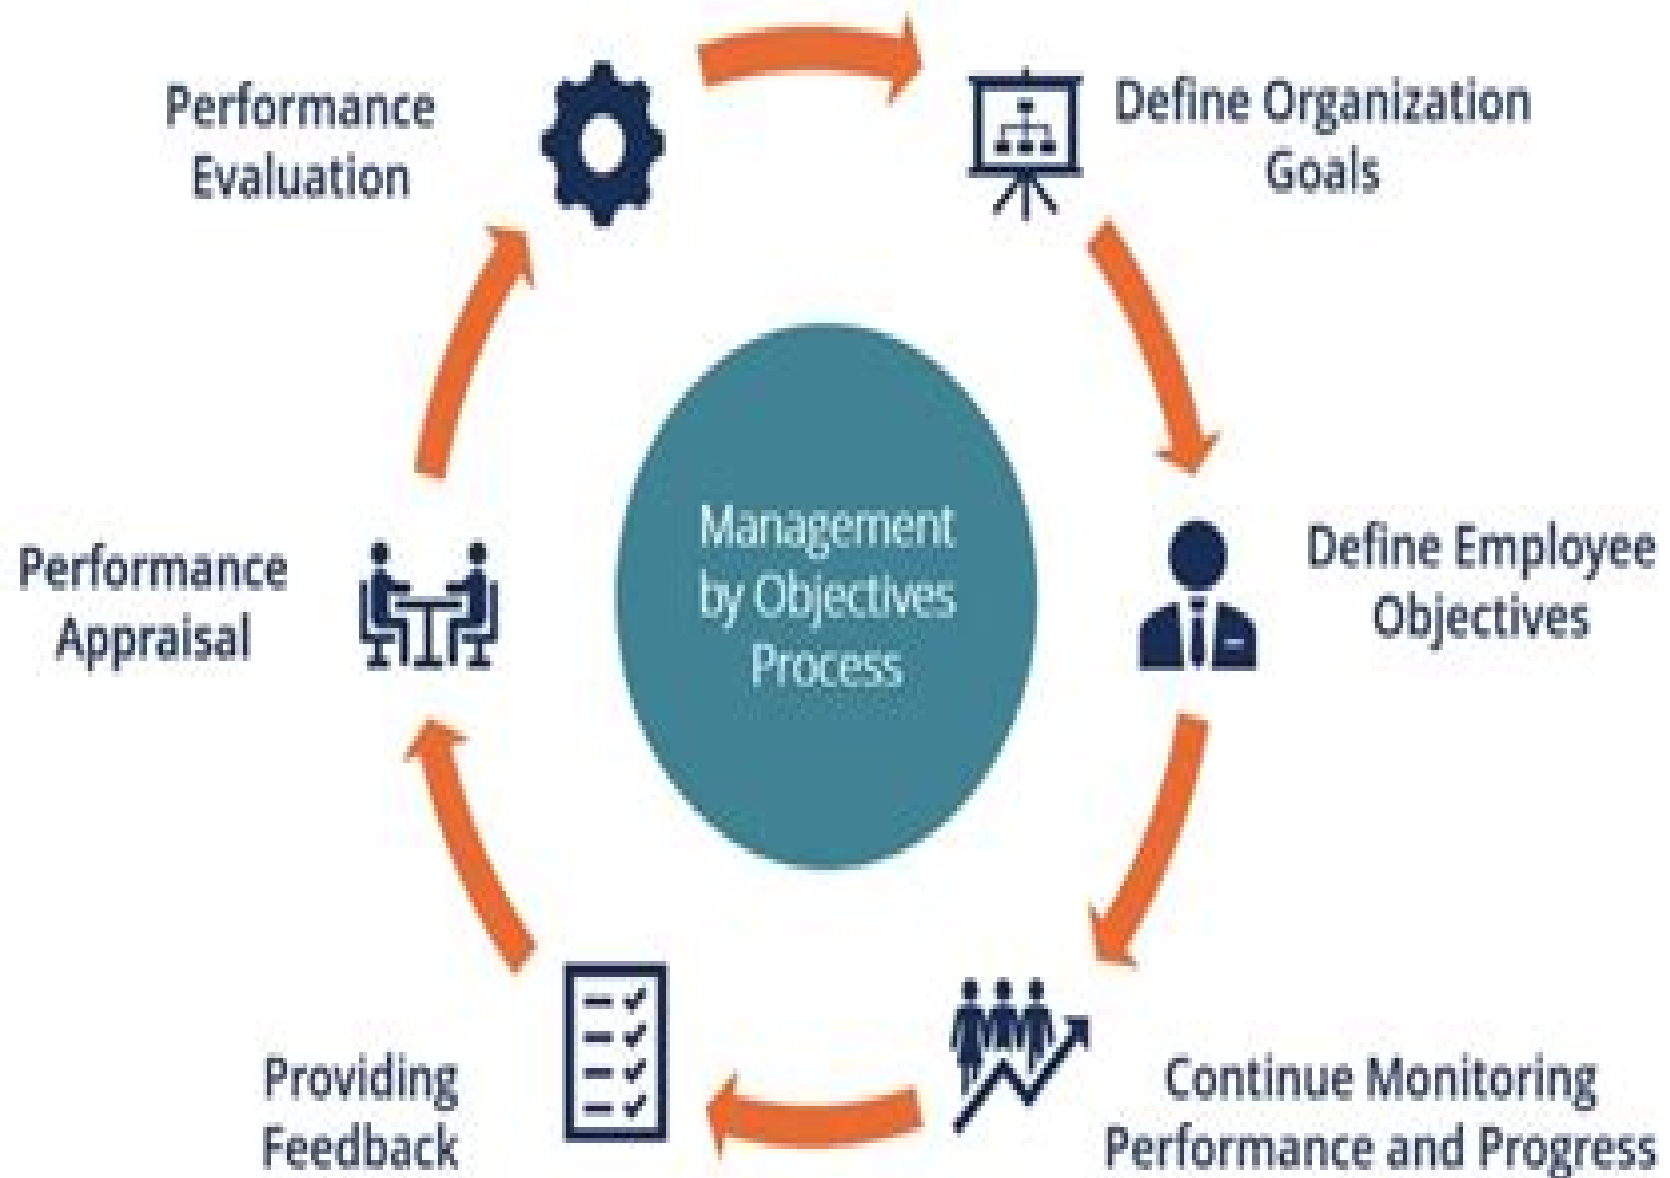 Performance
Evaluation
Define Organization
Goals
Management
by Objectives
Process
Define Employee
Objectives
Performance
Appraisal
Continue Monitoring
Performance and Progress
Providing
Feedback